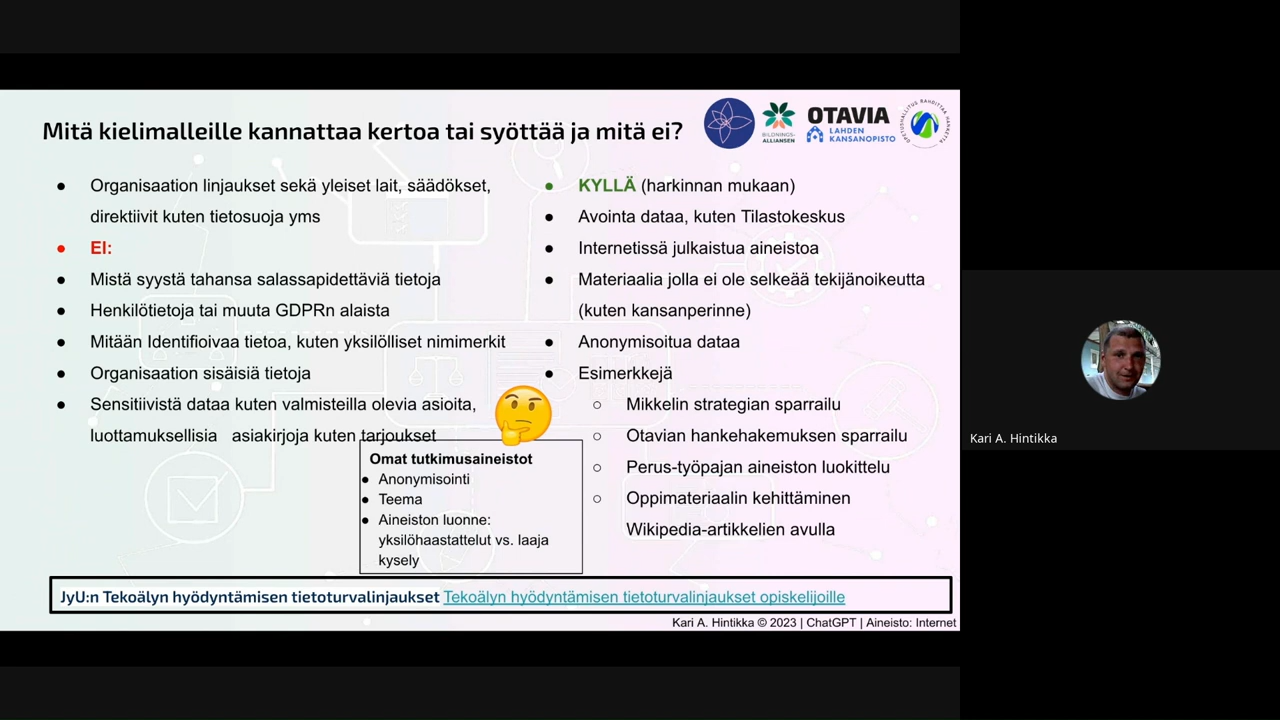 Mitä kielimalleille kannattaa kertoa tai syöttää ja mitä ei?
BILDNINGS-
ALLIANSEN
OTAVIA
LAHDEN
KANSANOPISTO
OPETUSHALLITUS RAHOITTAA HANKETTA
● Organisaation linjaukset sekä yleiset lait, säädökset,
direktiivit kuten tietosuoja yms
● EI:
● Mistä syystä tahansa salassapidettäviä tietoja
● Henkilötietoja tai muuta GDPRn alaista
● Mitään Identifioivaa tietoa, kuten yksilölliset nimimerkit
● Organisaation sisäisiä tietoja
● Sensitiivistä dataa kuten valmisteilla olevia asioita,
luottamuksellisia asiakirjoja kuten tarjoukset
● KYLLÄ (harkinnan mukaan)
● Avointa dataa, kuten Tilastokeskus
● Internetissä julkaistua aineistoa
● Materiaalia jolla ei ole selkeää tekijänoikeutta
(kuten kansanperinne)
● Anonymisoitua dataa
● Esimerkkejä
○ Mikkelin strategian sparrailu
○ Otavian hankehakemuksen sparrailu
○ Perus-työpajan aineiston luokittelu
○ Oppimateriaalin kehittäminen
Wikipedia-artikkelien avulla
Omat tutkimusaineistot
● Anonymisointi
● Teema
● Aineiston luonne:
yksilöhaastattelut vs. laaja
kysely
JyU:n Tekoälyn hyödyntämisen tietoturvalinjaukset Tekoälyn hyödyntämisen tietoturvalinjaukset opiskelijoille
Kari A. Hintikka © 2023 | ChatGPT | Aineisto: Internet
Kari A. Hintikka